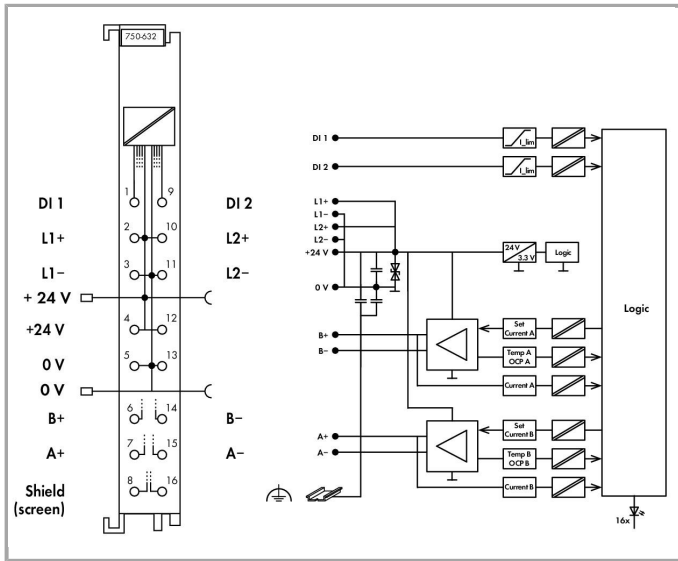 750-632
1
9
DI 1
DI 2
2
10
L1+
L2+
3
11
L1−
L2−
+ 24 V
4
12
+24 V
5
13
0 V
0 V
6
14
B+
B−
7
15
A+
A−
8
16
Shield
(screen)
DI 1
I_lim
DI 2
I_lim
L1+
L1−
L2+
L2−
+24 V
24 V
3.3 V
Logic
0 V
Logic
B+
B−
Set
Current A
Temp A
OCP A
Current A
A+
A−
Set
Current B
Temp B
OCP B
Current B
16x